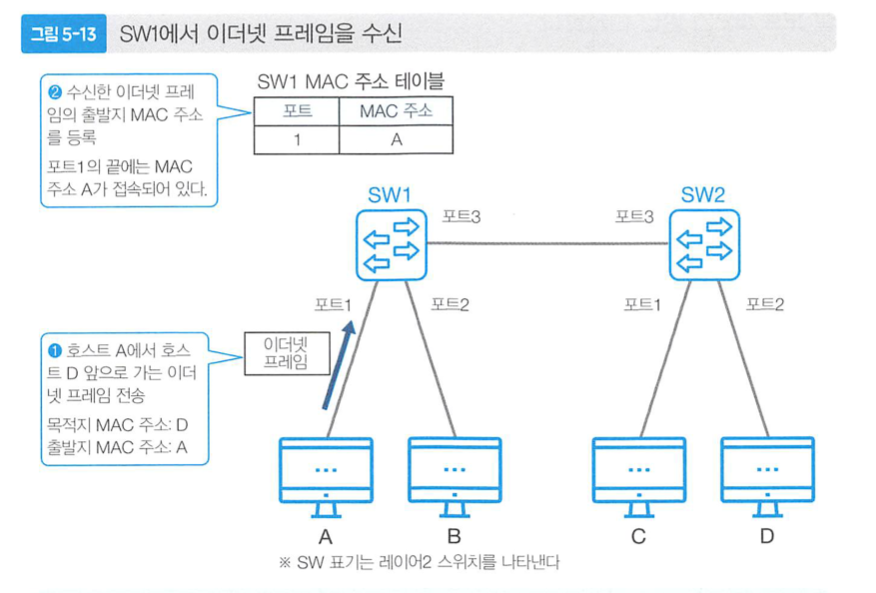 그림 5-13 SW1에서 이더넷 프레임을 수신
❷ 수신한 이더넷 프레
임의 출발지 MAC 주소
를 등록
포트1의 끝에는 MAC
주소 A가 접속되어 있다.
SW1 MAC 주소 테이블
포트 MAC 주소
1 A
SW1 SW2
포트3 포트3
포트1 포트2 포트1 포트2
❶ 호스트 A에서 호스
트 D 앞으로 가는 이더
넷 프레임 전송
목적지 MAC 주소: D
출발지 MAC 주소: A
이더넷
프레임
A B C D
※ SW 표기는 레이어2 스위치를 나타낸다